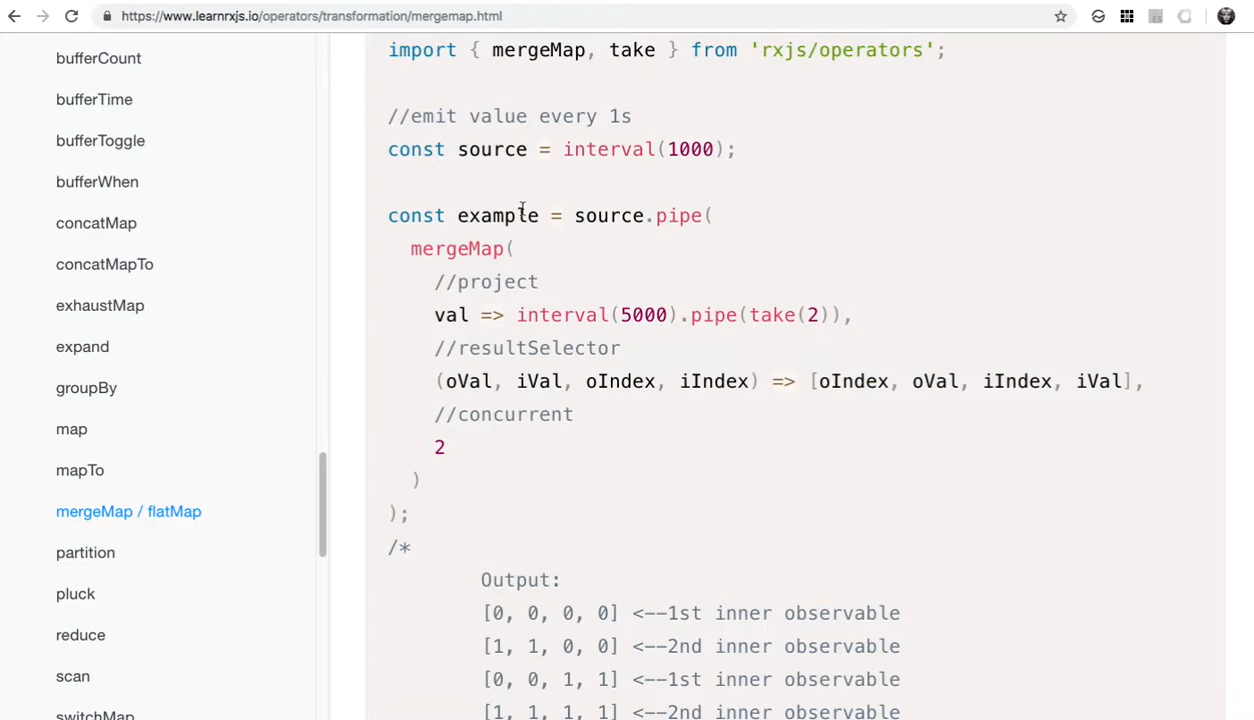 https://www.learnrxjs.io/operators/transformation/mergemap.html
bufferCount
bufferTime
bufferToggle
bufferWhen
concatMap
concatMapTo
exhaustMap
expand
groupBy
map
mapTo
mergeMap / flatMap
partition
pluck
reduce
scan
switchMap
import { mergeMap, take } from 'rxjs/operators';
//emit value every 1s
const source = interval(1000);
const example = source.pipe(
mergeMap(
//project
val => interval(5000).pipe(take(2)),
//resultSelector
(oVal, iVal, oIndex, iIndex) => [oIndex, oVal, iIndex, iVal],
//concurrent
2
)
);
/*
Output:
[0, 0, 0, 0] <--1st inner observable
[1, 1, 0, 0] <--2nd inner observable
[0, 0, 1, 1] <--1st inner observable
[1, 1, 1, 1] <--2nd inner observable